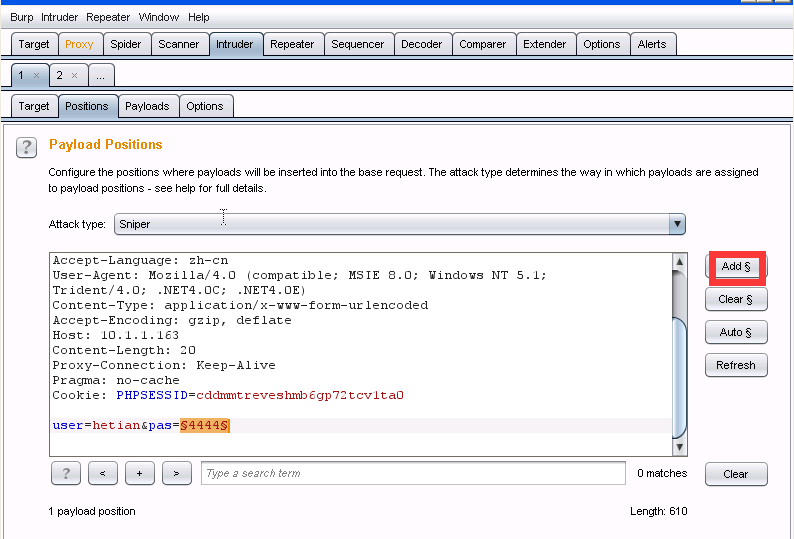 Burp Intruder Repeater Window Help
Target Proxy Spider Scanner Intruder Repeater Sequencer Decoder Comparer Extender Options Alerts
1 × 2 × ...
Target Positions Payloads Options
? Payload Positions
Configure the positions where payloads will be inserted into the base request. The attack type determines the way in which payloads are assigned
to payload positions - see help for full details.
Attack type: Sniper
Accept-Language: zh-cn
User-Agent: Mozilla/4.0 (compatible; MSIE 8.0; Windows NT 5.1;
Trident/4.0; .NET4.0C; .NET4.0E)
Content-Type: application/x-www-form-urlencoded
Accept-Encoding: gzip, deflate
Host: 10.1.1.163
Content-Length: 20
Proxy-Connection: Keep-Alive
Pragma: no-cache
Cookie: PHPSESSID=cddmmtreveshmb6gp72tcv1ta0
user=hetian&pas=§4444§
Add §
Clear §
Auto §
Refresh
? < + > Type a search term 0 matches Clear
1 payload position Length: 610